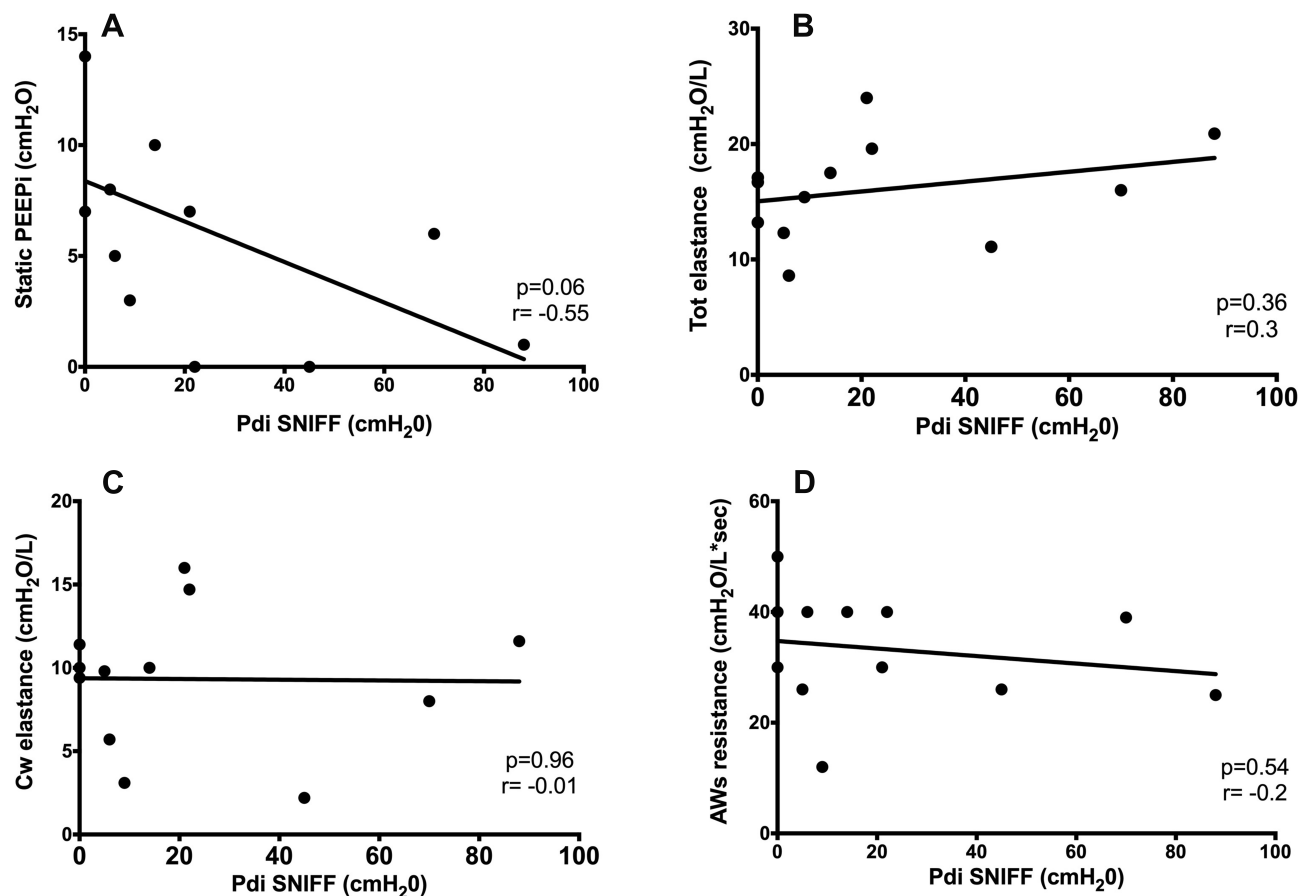 A
Static PEEPi (cmH₂O)
15
10
5
0
0 20 40 60 80 100
p=0.06
r= -0.55
Pdi SNIFF (cmH₂0)
B
Tot elastance (cmH₂O/L)
30
20
10
0
0 20 40 60 80 100
p=0.36
r=0.3
Pdi SNIFF (cmH₂0)
C
Cw elastance (cmH₂O/L)
20
15
10
5
0
0 20 40 60 80 100
p=0.96
r= -0.01
Pdi SNIFF (cmH₂0)
D
AWs resistance (cmH₂O/L*sec)
60
40
20
0
0 20 40 60 80 100
p=0.54
r= -0.2
Pdi SNIFF (cmH₂0)